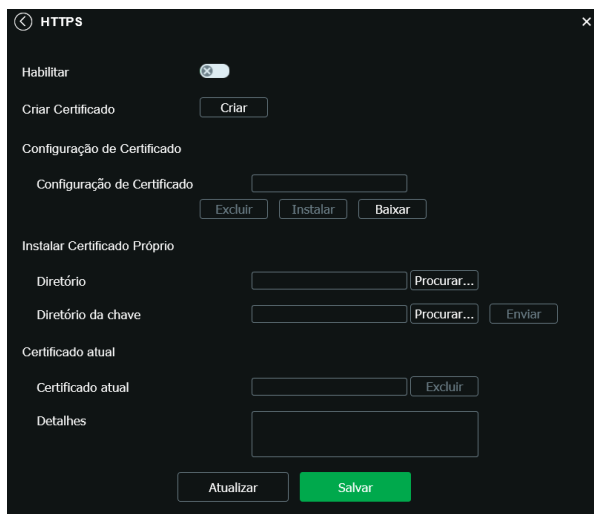 HTTPS
Habilitar
Criar Certificado Criar
Configuração de Certificado
Configuração de Certificado
Excluir Instalar Baixar
Instalar Certificado Próprio
Diretório Procurar...
Diretório da chave Procurar... Enviar
Certificado atual
Certificado atual Excluir
Detalhes
Atualizar Salvar